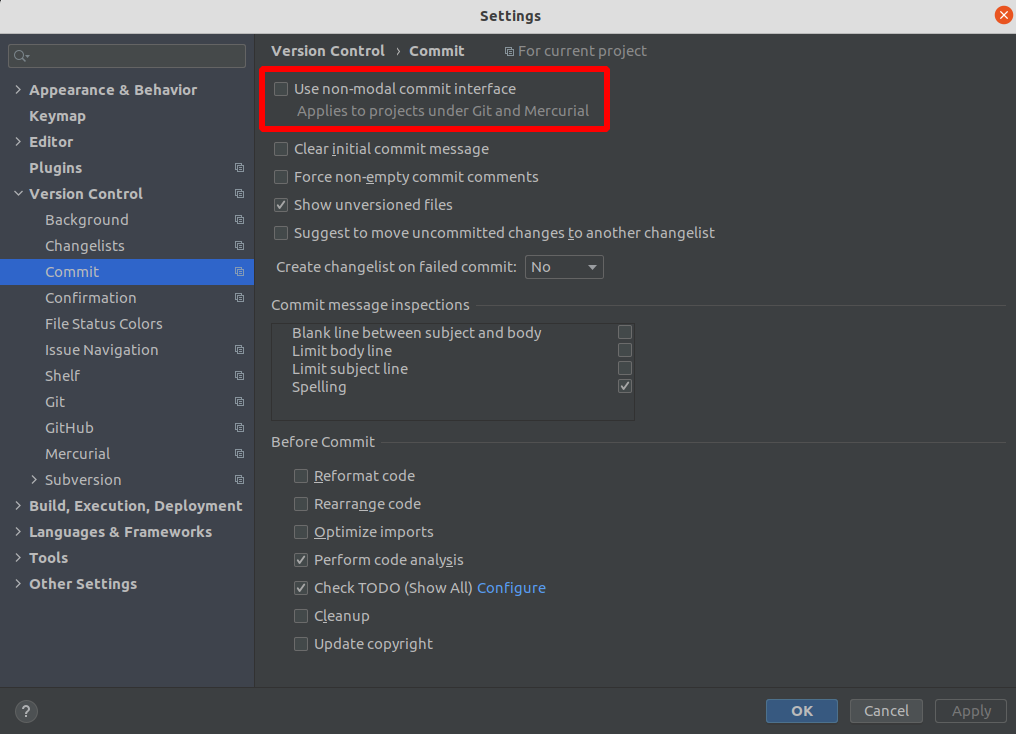 Settings
Appearance & Behavior
Keymap
Editor
Plugins
Version Control
Background
Changelists
Commit
Confirmation
File Status Colors
Issue Navigation
Shelf
Git
GitHub
Mercurial
Subversion
Build, Execution, Deployment
Languages & Frameworks
Tools
Other Settings
Version Control › Commit For current project
Use non-modal commit interface
Applies to projects under Git and Mercurial
Clear initial commit message
Force non-empty commit comments
Show unversioned files
Suggest to move uncommitted changes to another changelist
Create changelist on failed commit: No
Commit message inspections
Blank line between subject and body
Limit body line
Limit subject line
Spelling
Before Commit
Reformat code
Rearrange code
Optimize imports
Perform code analysis
Check TODO (Show All) Configure
Cleanup
Update copyright
? OK Cancel Apply